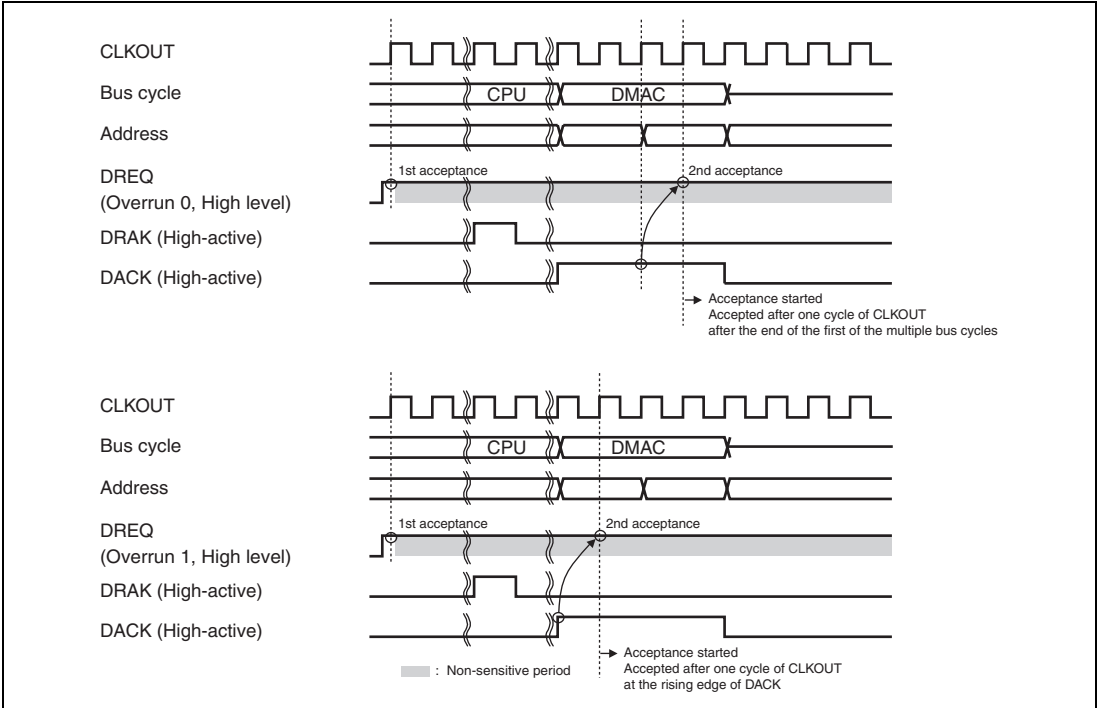 CLKOUT
Bus cycle
CPU
DMAC
Address
DREQ
(Overrun 0, High level)
1st acceptance
2nd acceptance
DRAK (High-active)
DACK (High-active)
Acceptance started
Accepted after one cycle of CLKOUT
after the end of the first of the multiple bus cycles
CLKOUT
Bus cycle
CPU
DMAC
Address
DREQ
(Overrun 1, High level)
1st acceptance
2nd acceptance
DRAK (High-active)
DACK (High-active)
Acceptance started
Accepted after one cycle of CLKOUT
at the rising edge of DACK
: Non-sensitive period